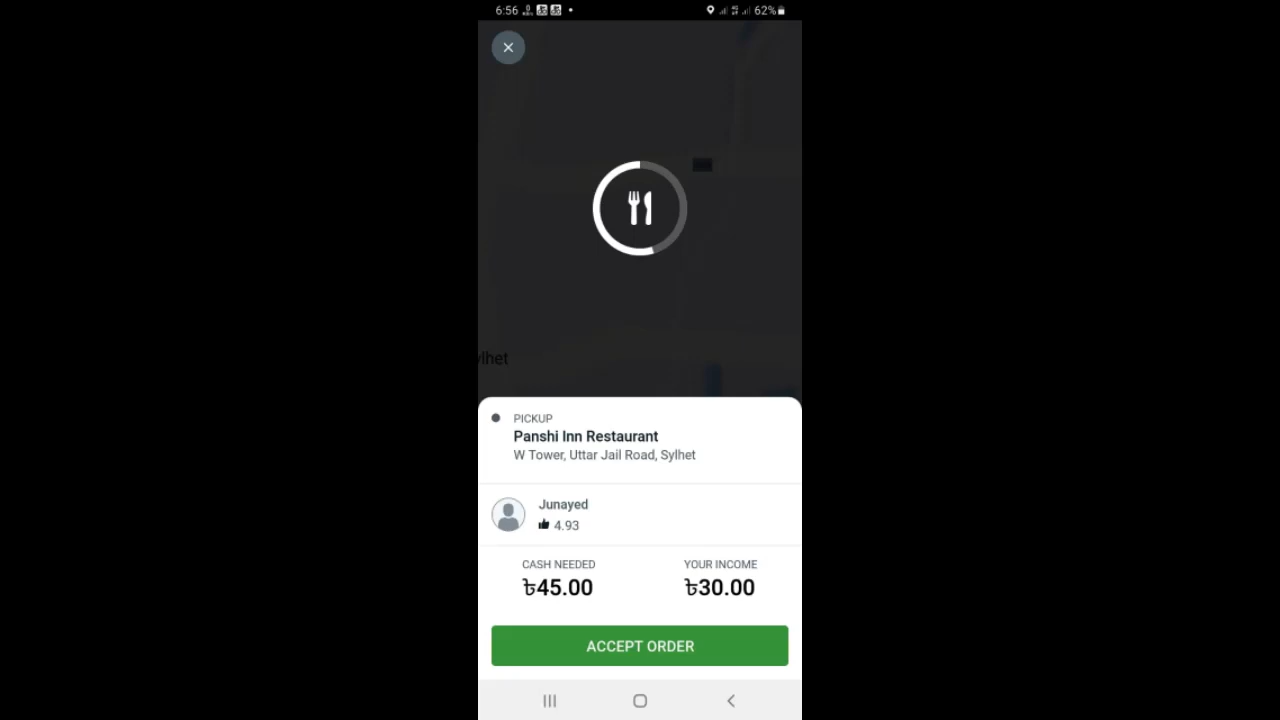 6:56 62%
ylhet
PICKUP
Panshi Inn Restaurant
W Tower, Uttar Jail Road, Sylhet
Junayed
4.93
CASH NEEDED YOUR INCOME
৳45.00 ৳30.00
ACCEPT ORDER